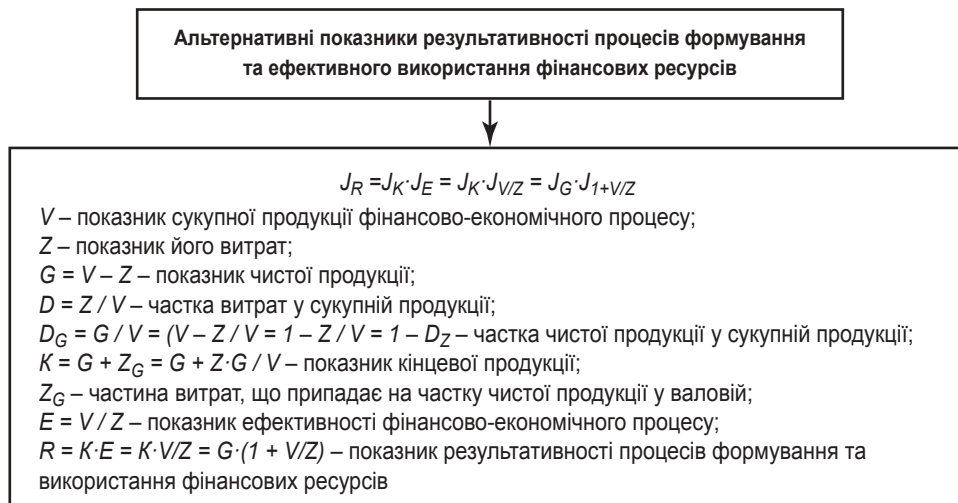 Альтернативні показники результативності процесів формування
та ефективного використання фінансових ресурсів
J_R =J_K·J_E = J_K·J_{V/Z} = J_G·J_{1+V/Z}
V – показник сукупної продукції фінансово-економічного процесу;
Z – показник його витрат;
G = V – Z – показник чистої продукції;
D = Z / V – частка витрат у сукупній продукції;
D_G = G / V = (V – Z / V = 1 – Z / V = 1 – D_Z – частка чистої продукції у сукупній продукції;
К = G + Z_G = G + Z·G / V – показник кінцевої продукції;
Z_G – частина витрат, що припадає на частку чистої продукції у валовій;
E = V / Z – показник ефективності фінансово-економічного процесу;
R = К·E = К·V/Z = G·(1 + V/Z) – показник результативності процесів формування та
використання фінансових ресурсів